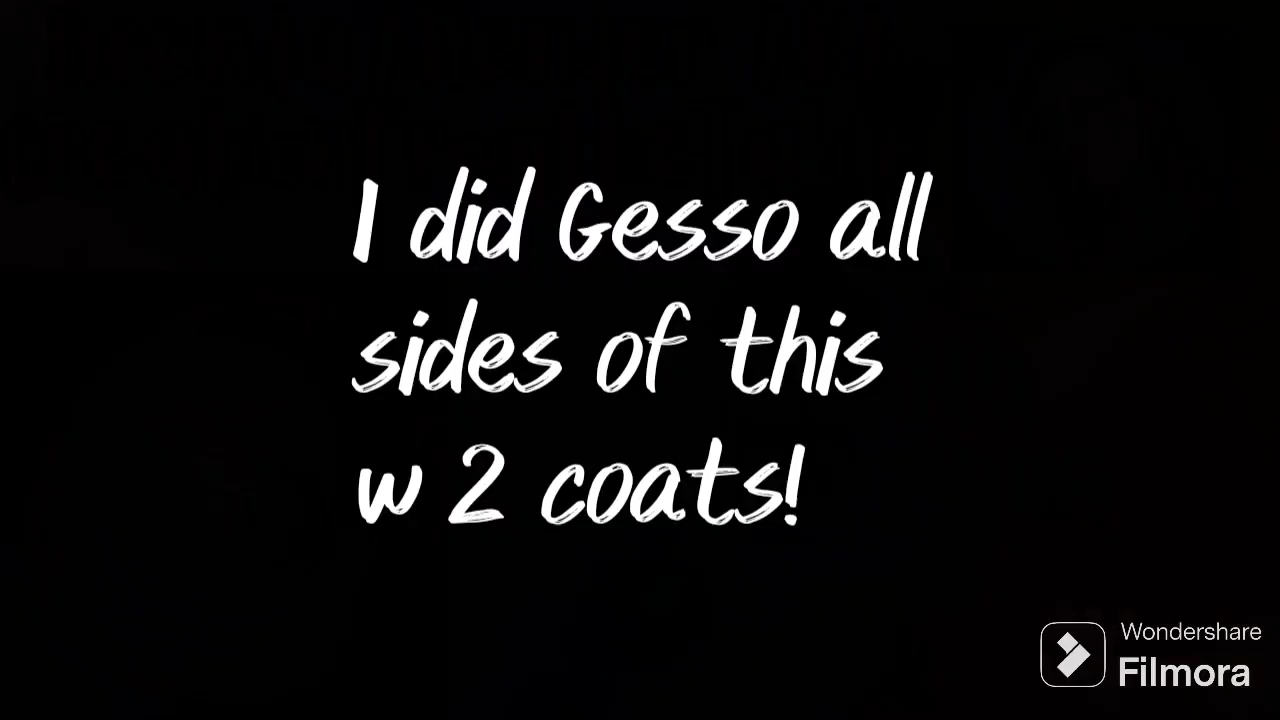 I did Gesso all
sides of this
w 2 coats!
Wondershare
Filmora